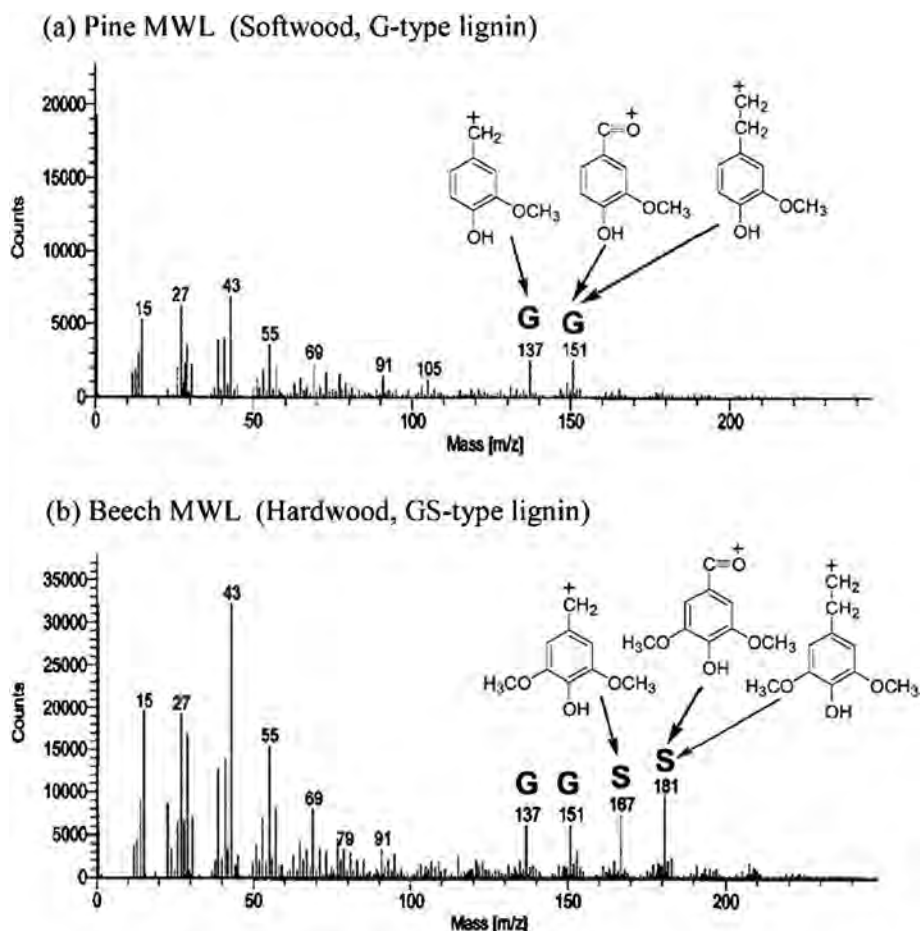 (a) Pine MWL (Softwood, G-type lignin)
Counts
20000
15000
10000
5000
0
+
CH2
OCH3
OH
+
C=O
OCH3
OH
+
CH2
CH2
OCH3
OH
G G
15 27 43 55 69 91 105 137 151
0 50 100 150 200
Mass [m/z]
(b) Beech MWL (Hardwood, GS-type lignin)
Counts
35000
30000
25000
20000
15000
10000
5000
0
+
CH2
H3CO OCH3
OH
+
C=O
H3CO OCH3
OH
+
CH2
CH2
H3CO OCH3
OH
G G S S
15 27 43 55 69 79 91 137 151 167 181
0 50 100 150 200
Mass [m/z]